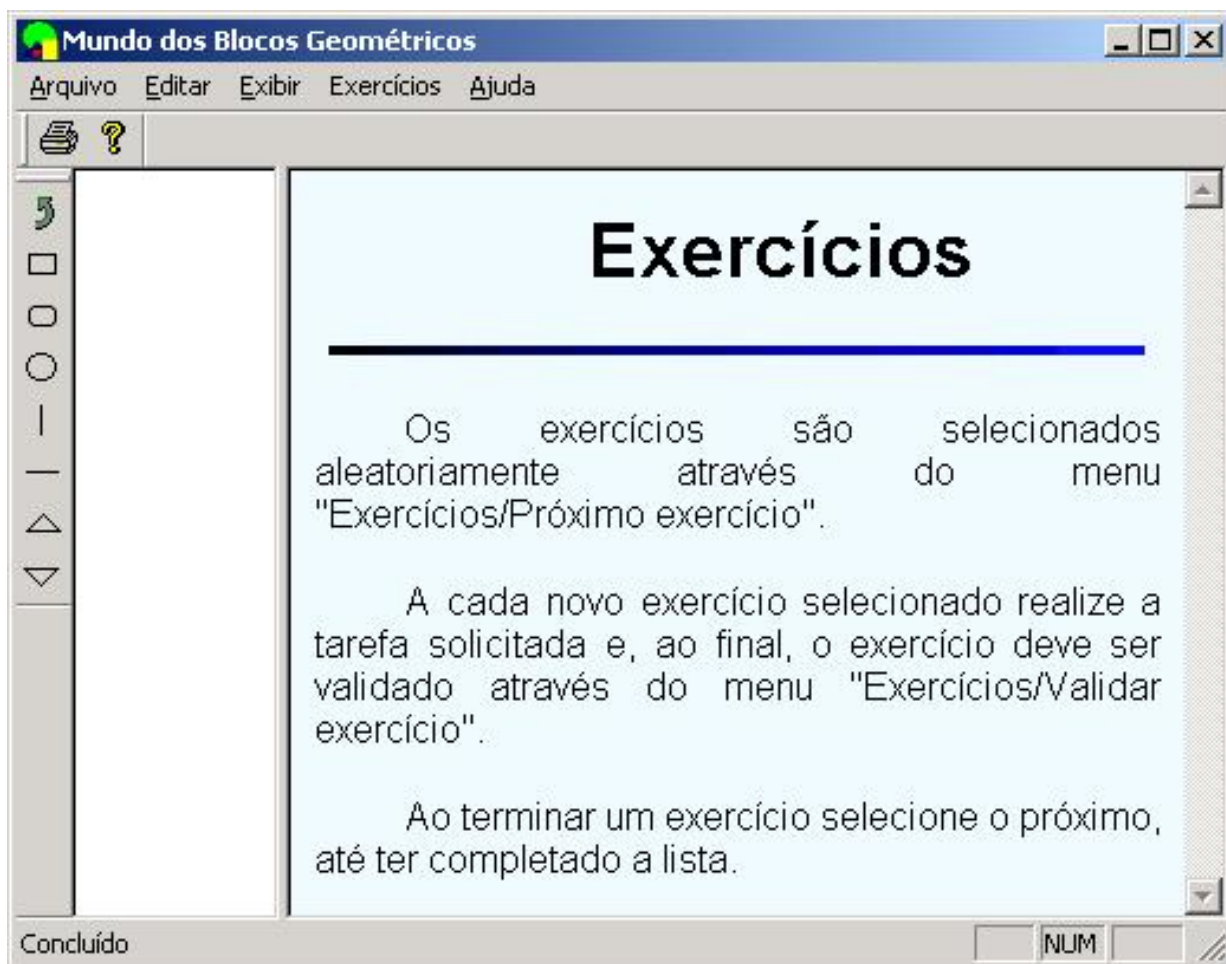 Mundo dos Blocos Geométricos
Arquivo Editar Exibir Exercícios Ajuda
Exercícios
Os exercícios são selecionados
aleatoriamente através do menu
"Exercícios/Próximo exercício".
A cada novo exercício selecionado realize a
tarefa solicitada e, ao final, o exercício deve ser
validado através do menu "Exercícios/Validar
exercício".
Ao terminar um exercício selecione o próximo,
até ter completado a lista.
Concluído NUM